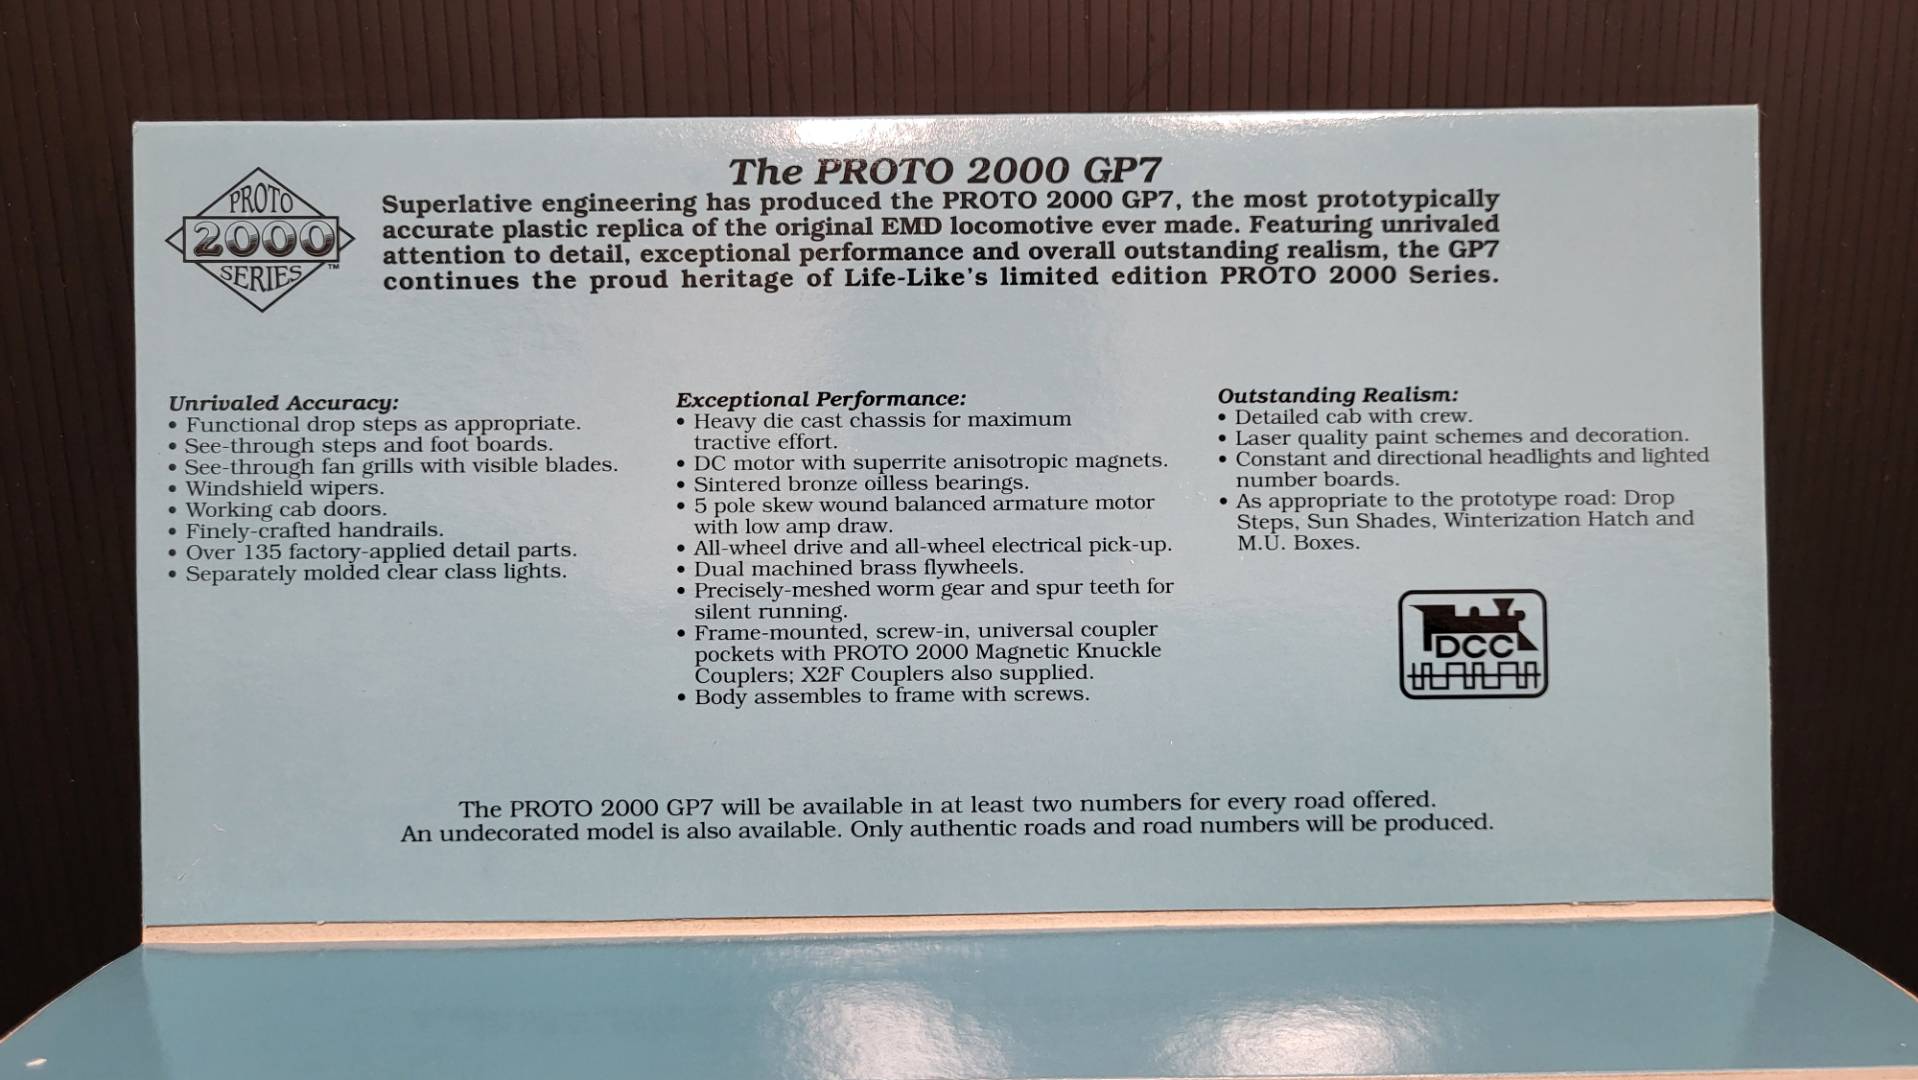 PROTO
2000
SERIES™
The PROTO 2000 GP7
Superlative engineering has produced the PROTO 2000 GP7, the most prototypically
accurate plastic replica of the original EMD locomotive ever made. Featuring unrivaled
attention to detail, exceptional performance and overall outstanding realism, the GP7
continues the proud heritage of Life-Like's limited edition PROTO 2000 Series.
Unrivaled Accuracy:
• Functional drop steps as appropriate.
• See-through steps and foot boards.
• See-through fan grills with visible blades.
• Windshield wipers.
• Working cab doors.
• Finely-crafted handrails.
• Over 135 factory-applied detail parts.
• Separately molded clear class lights.
Exceptional Performance:
• Heavy die cast chassis for maximum
tractive effort.
• DC motor with superrite anisotropic magnets.
• Sintered bronze oilless bearings.
• 5 pole skew wound balanced armature motor
with low amp draw.
• All-wheel drive and all-wheel electrical pick-up.
• Dual machined brass flywheels.
• Precisely-meshed worm gear and spur teeth for
silent running.
• Frame-mounted, screw-in, universal coupler
pockets with PROTO 2000 Magnetic Knuckle
Couplers; X2F Couplers also supplied.
• Body assembles to frame with screws.
Outstanding Realism:
• Detailed cab with crew.
• Laser quality paint schemes and decoration.
• Constant and directional headlights and lighted
number boards.
• As appropriate to the prototype road: Drop
Steps, Sun Shades, Winterization Hatch and
M.U. Boxes.
DCC
The PROTO 2000 GP7 will be available in at least two numbers for every road offered.
An undecorated model is also available. Only authentic roads and road numbers will be produced.